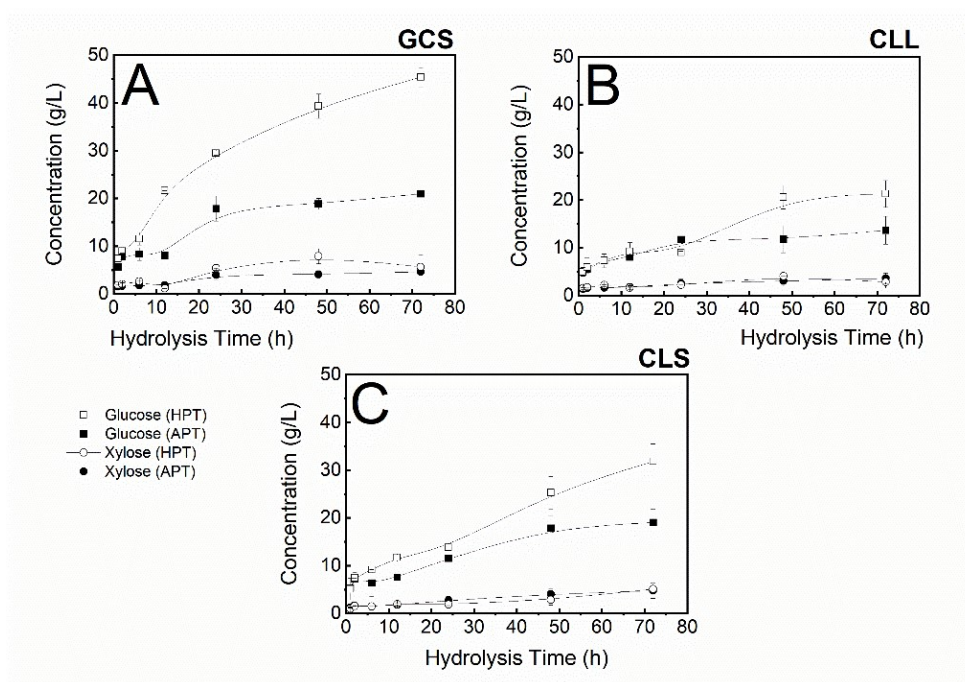 GCS
A
50
40
30
20
10
0
Concentration (g/L)
0 10 20 30 40 50 60 70 80
Hydrolysis Time (h)
CLL
B
50
40
30
20
10
0
Concentration (g/L)
0 10 20 30 40 50 60 70 80
Hydrolysis Time (h)
CLS
C
50
40
30
20
10
0
Concentration (g/L)
0 10 20 30 40 50 60 70 80
Hydrolysis Time (h)
Glucose (HPT)
Glucose (APT)
Xylose (HPT)
Xylose (APT)